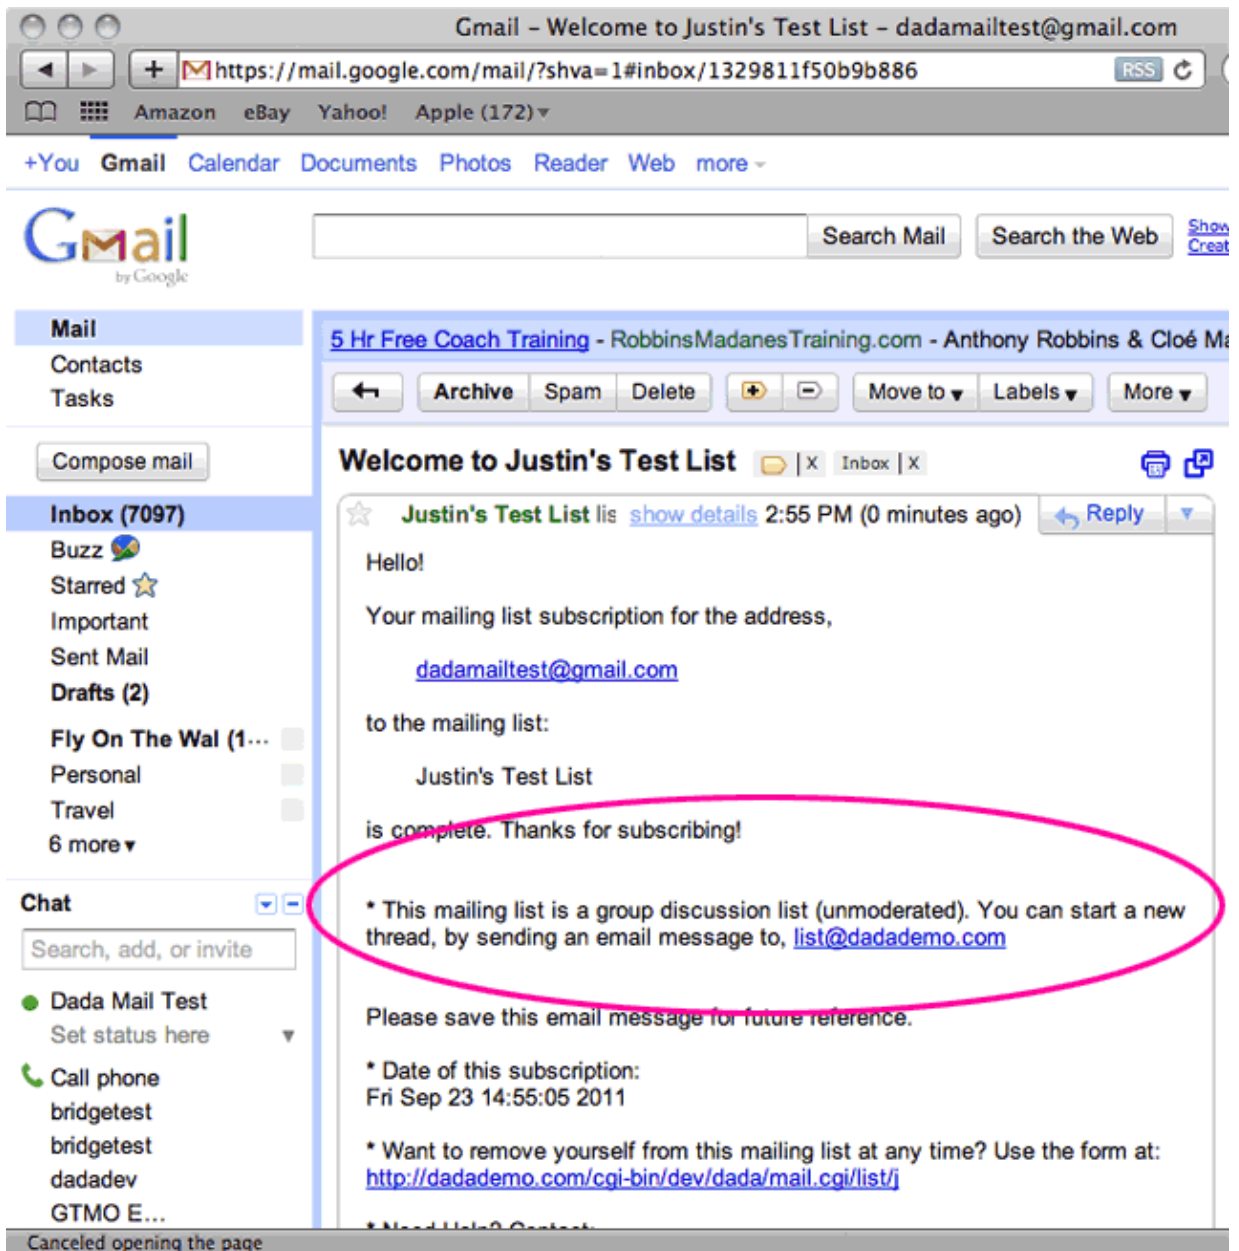 Gmail – Welcome to Justin's Test List – dadamailtest@gmail.com
https://mail.google.com/mail/?shva=1#inbox/1329811f50b9b886 RSS
Amazon eBay Yahoo! Apple (172)
+You Gmail Calendar Documents Photos Reader Web more
Gmail
by Google
Search Mail Search the Web Show
Creat
Mail
Contacts
Tasks
Compose mail
Inbox (7097)
Buzz
Starred
Important
Sent Mail
Drafts (2)
Fly On The Wal (1...
Personal
Travel
6 more
Chat
Search, add, or invite
Dada Mail Test
Set status here
Call phone
bridgetest
bridgetest
dadadev
GTMO E...
5 Hr Free Coach Training - RobbinsMadanesTraining.com - Anthony Robbins & Cloé Ma
Archive Spam Delete Move to Labels More
Welcome to Justin's Test List | X Inbox | X
Justin's Test List lis show details 2:55 PM (0 minutes ago) Reply
Hello!
Your mailing list subscription for the address,
dadamailtest@gmail.com
to the mailing list:
Justin's Test List
is complete. Thanks for subscribing!
* This mailing list is a group discussion list (unmoderated). You can start a new
thread, by sending an email message to, list@dadademo.com
Please save this email message for future reference.
* Date of this subscription:
Fri Sep 23 14:55:05 2011
* Want to remove yourself from this mailing list at any time? Use the form at:
http://dadademo.com/cgi-bin/dev/dada/mail.cgi/list/j
* Need Help? Contact:
Canceled opening the page